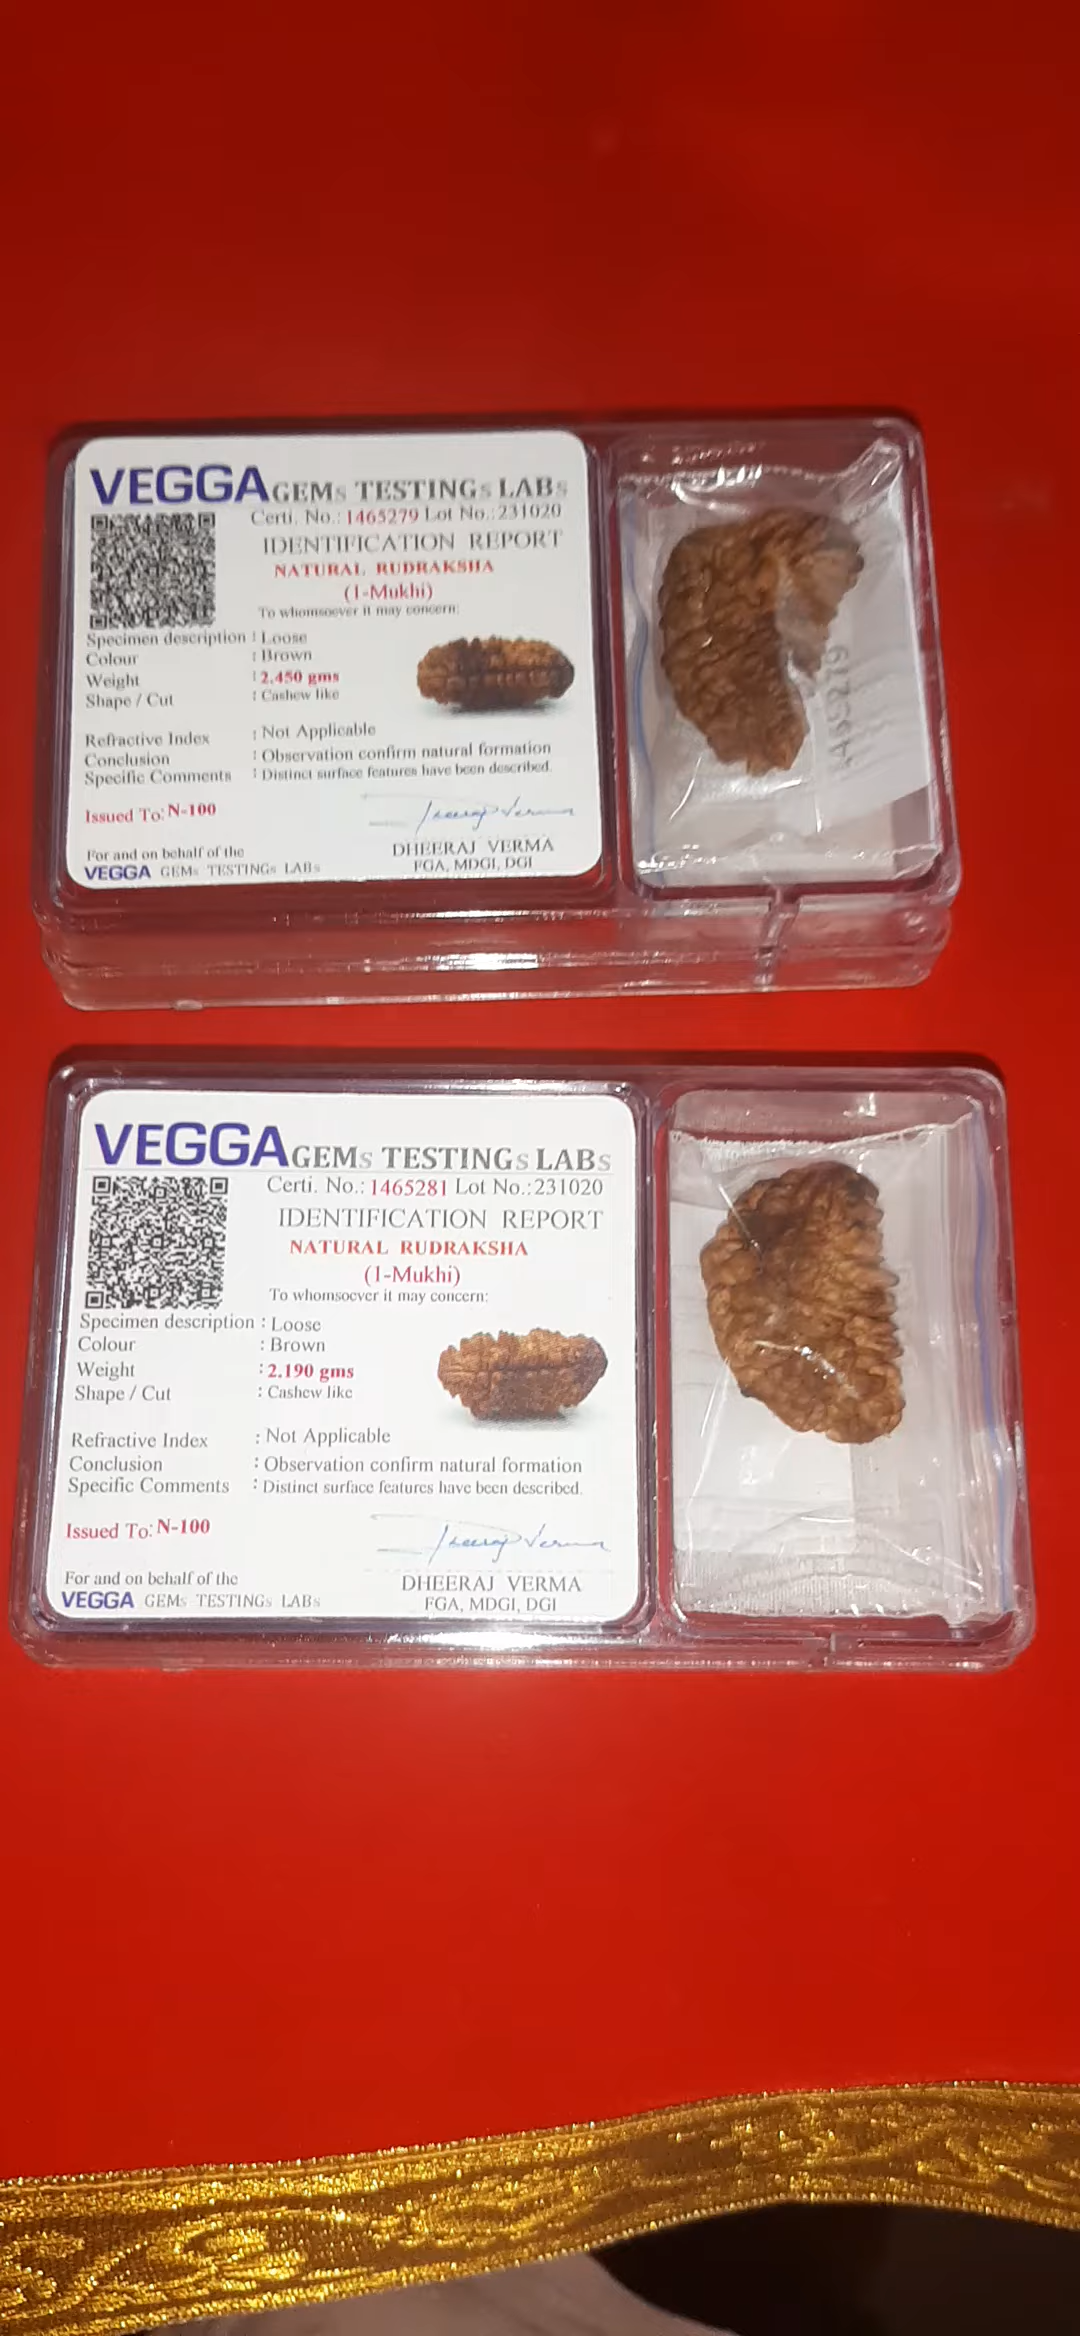 VEGGA GEMs TESTINGs LABs
Certi. No.: 1465279 Lot No.:231020
IDENTIFICATION REPORT
NATURAL RUDRAKSHA
(1-Mukhi)
To whomsoever it may concern:
Specimen description : Loose
Colour : Brown
Weight : 2.450 gms
Shape / Cut : Cashew like
Refractive Index : Not Applicable
Conclusion : Observation confirm natural formation
Specific Comments : Distinct surface features have been described.
Issued To: N-100
Dheeraj Verma
For and on behalf of the
VEGGA GEMs TESTINGs LABs
DHEERAJ VERMA
FGA, MDGI, DGI
VEGGA GEMs TESTINGs LABs
Certi. No.: 1465281 Lot No.:231020
IDENTIFICATION REPORT
NATURAL RUDRAKSHA
(1-Mukhi)
To whomsoever it may concern:
Specimen description : Loose
Colour : Brown
Weight : 2.190 gms
Shape / Cut : Cashew like
Refractive Index : Not Applicable
Conclusion : Observation confirm natural formation
Specific Comments : Distinct surface features have been described.
Issued To: N-100
Dheeraj Verma
For and on behalf of the
VEGGA GEMs TESTINGs LABs
DHEERAJ VERMA
FGA, MDGI, DGI